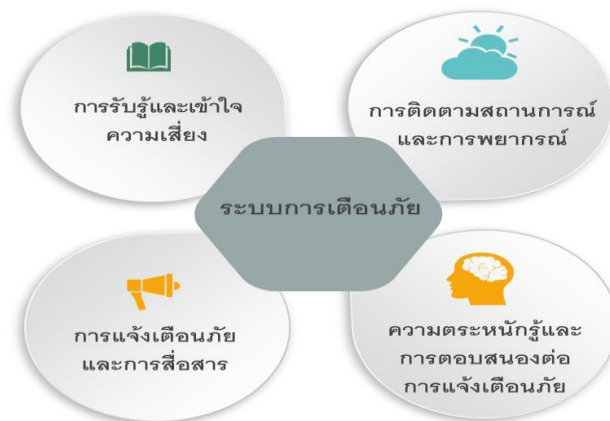 การรับรู้และเข้าใจ
ความเสี่ยง
การติดตามสถานการณ์
และการพยากรณ์
ระบบการเตือนภัย
การแจ้งเตือนภัย
และการสื่อสาร
ความตระหนักรู้และ
การตอบสนองต่อ
การแจ้งเตือนภัย